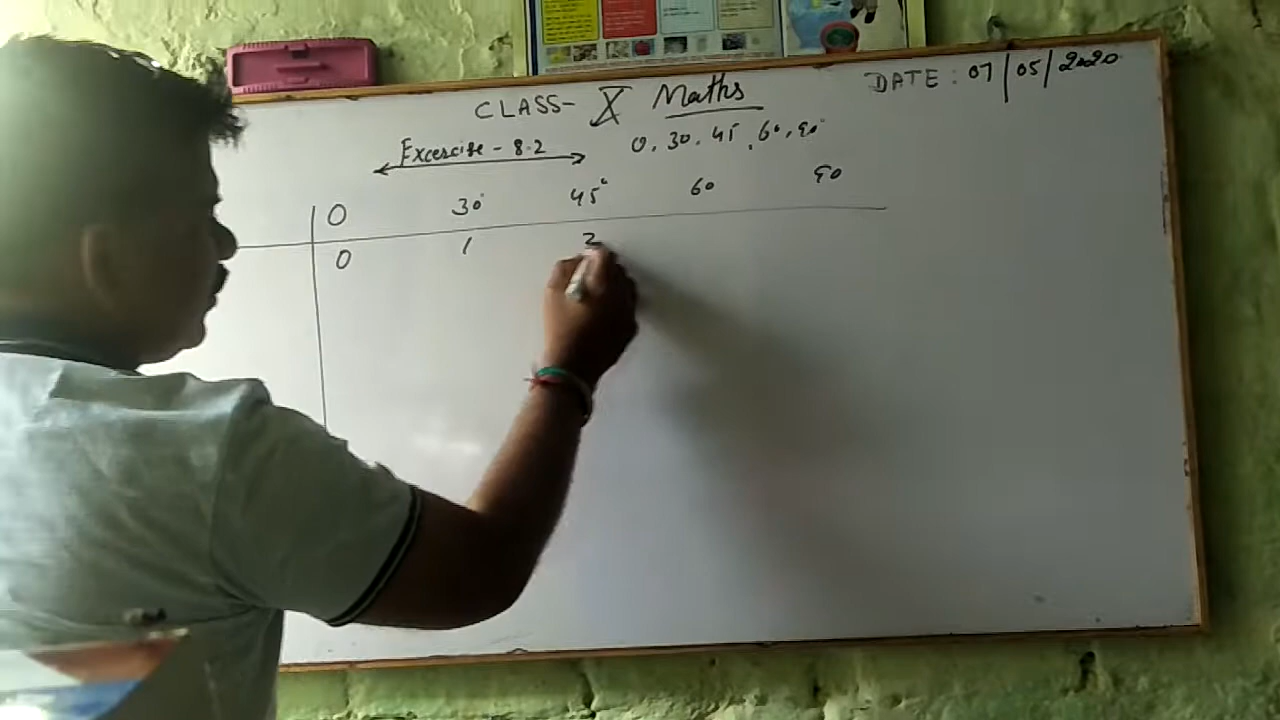 CLASS- X Maths
DATE : 07/05/2020
Excercise - 8.2
0, 30, 45, 60, 90°
0 30° 45° 60 90
0 1 2